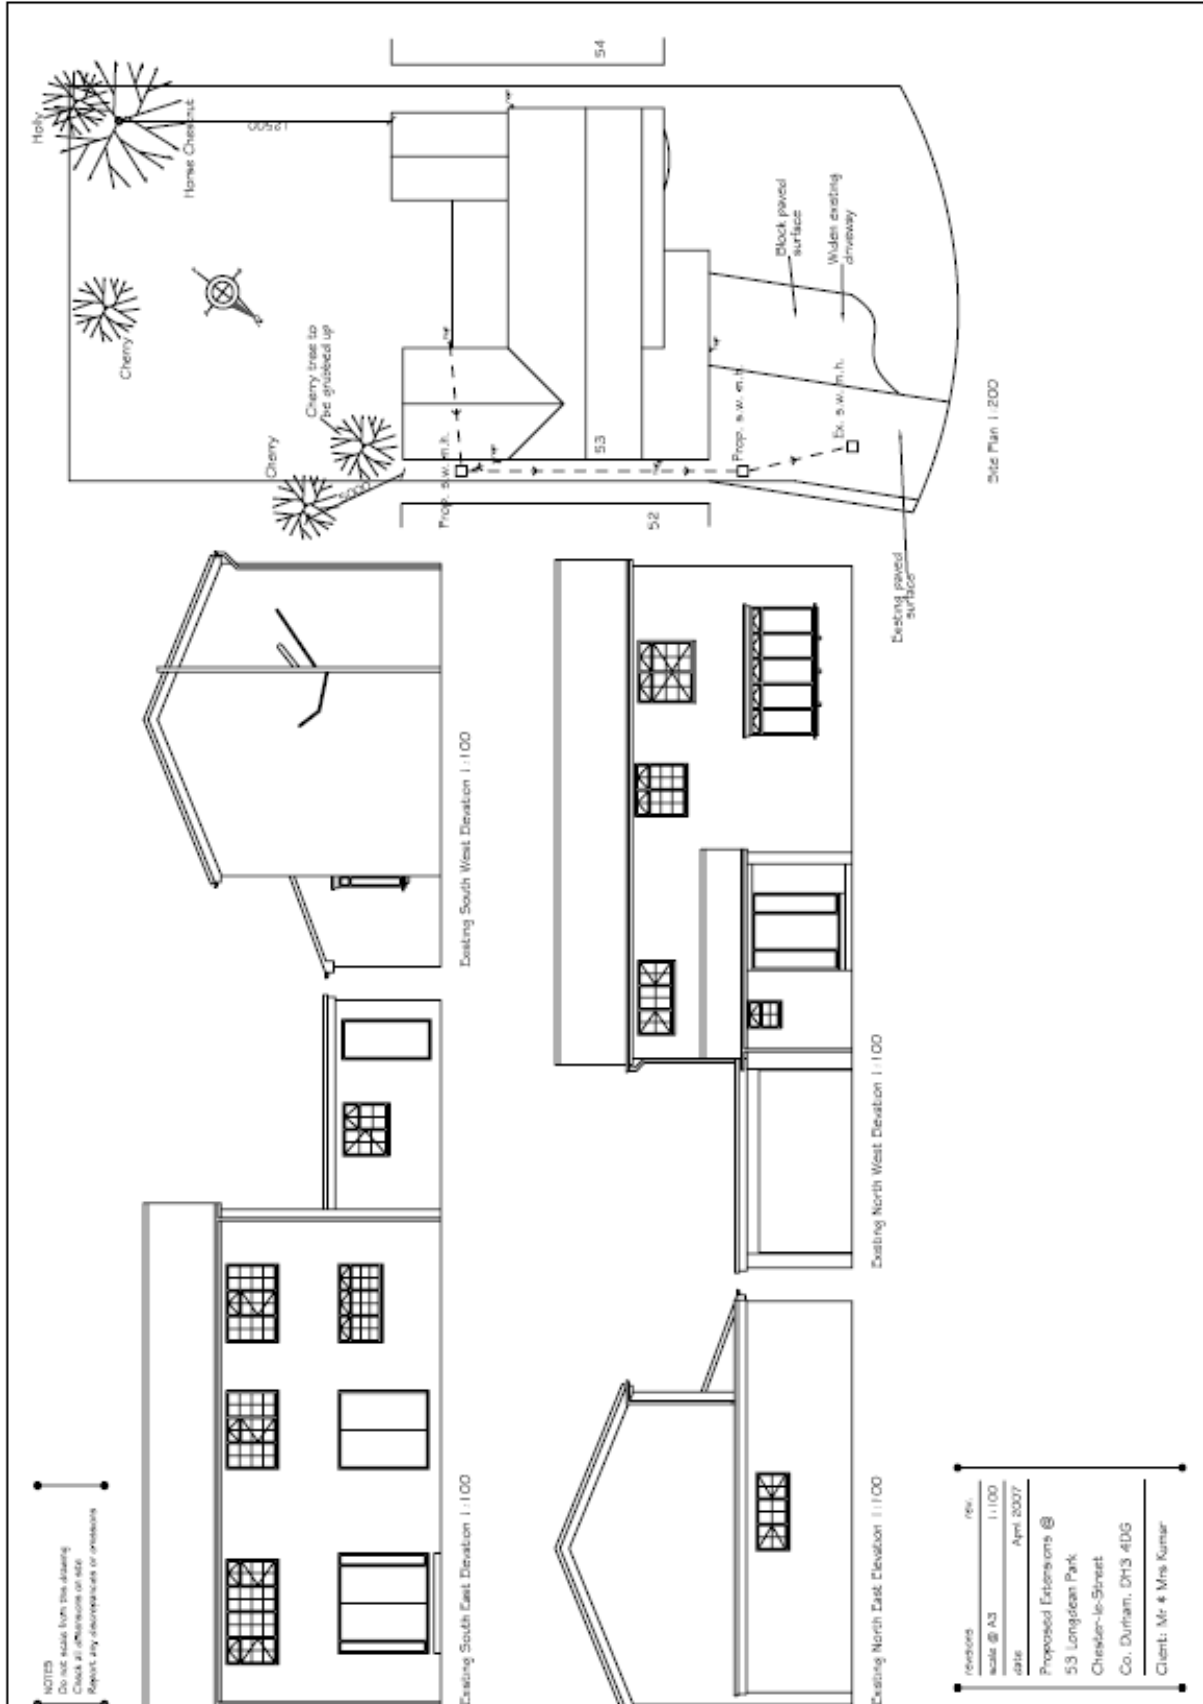 NOTES
Do not scale from this drawing
Check all dimensions on site
Report any discrepancies or omissions
Existing South East Elevation 1:100
Existing South West Elevation 1:100
Existing North East Elevation 1:100
Existing North West Elevation 1:100
Holly
Horse Chestnut
12500
Cherry
Cherry tree to
be grubbed up
Cherry
5000
Prop. s.w. m.h.
54
53
52
Prop. s.w. m.h.
Ex. s.w. m.h.
Block paved
surface
Widen existing
driveway
Existing paved
surface
Site Plan 1:200
revisions rev.
scale @ A3 1:100
date April 2007
Proposed Extensions @
53 Longdean Park
Chester-le-Street
Co. Durham. DH3 4DG
Client: Mr & Mrs Kumar